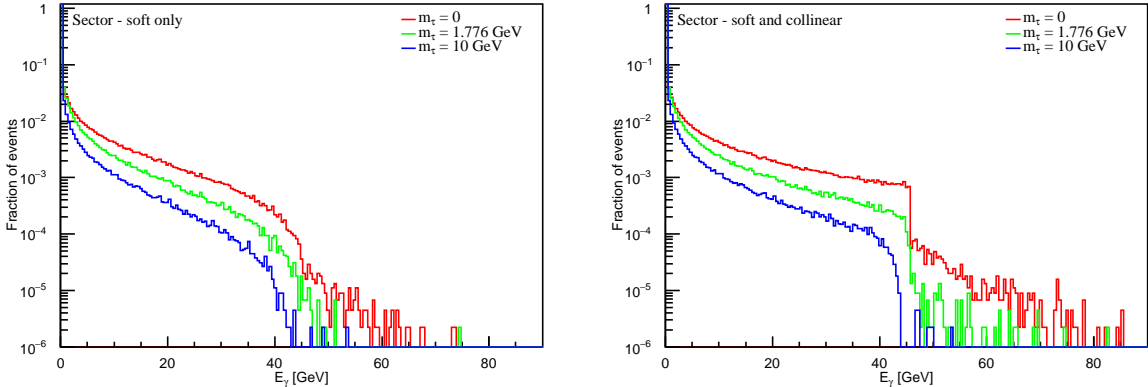 Sector - soft only
m_τ = 0
m_τ = 1.776 GeV
m_τ = 10 GeV
Fraction of events
1
10^−1
10^−2
10^−3
10^−4
10^−5
10^−6
0 20 40 60 80
E_γ [GeV]
Sector - soft and collinear
m_τ = 0
m_τ = 1.776 GeV
m_τ = 10 GeV
Fraction of events
1
10^−1
10^−2
10^−3
10^−4
10^−5
10^−6
0 20 40 60 80
E_γ [GeV]